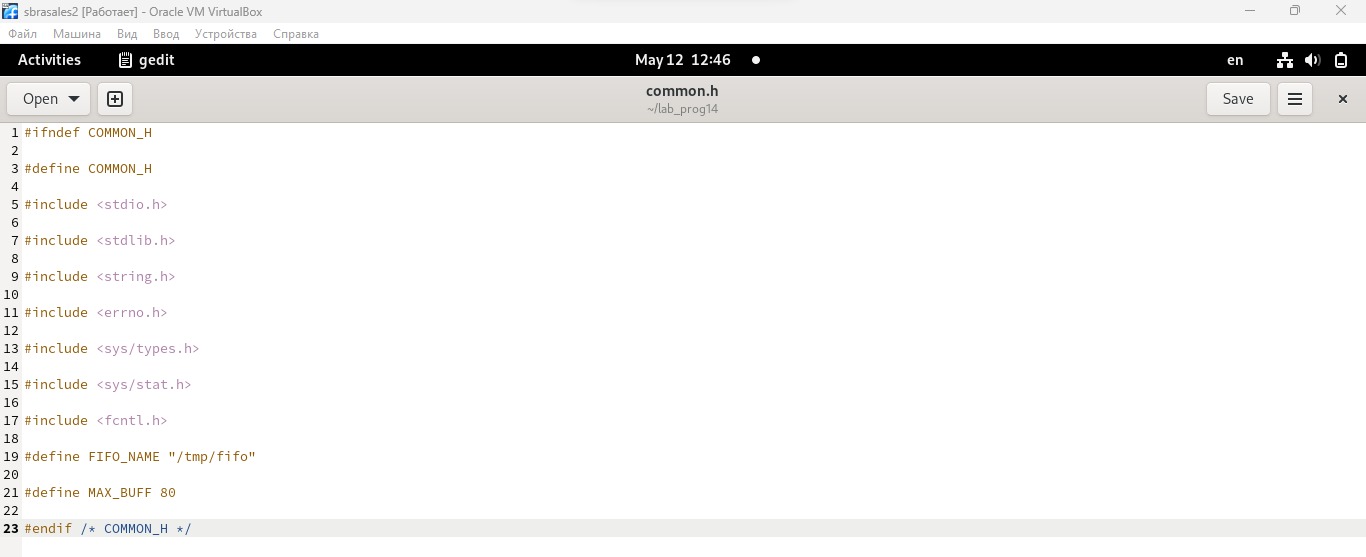 sbrasales2 [Работает] - Oracle VM VirtualBox
Файл Машина Вид Ввод Устройства Справка
Activities gedit May 12 12:46 en
Open common.h Save
~/lab_prog14
1 #ifndef COMMON_H
2
3 #define COMMON_H
4
5 #include <stdio.h>
6
7 #include <stdlib.h>
8
9 #include <string.h>
10
11 #include <errno.h>
12
13 #include <sys/types.h>
14
15 #include <sys/stat.h>
16
17 #include <fcntl.h>
18
19 #define FIFO_NAME "/tmp/fifo"
20
21 #define MAX_BUFF 80
22
23 #endif /* COMMON_H */